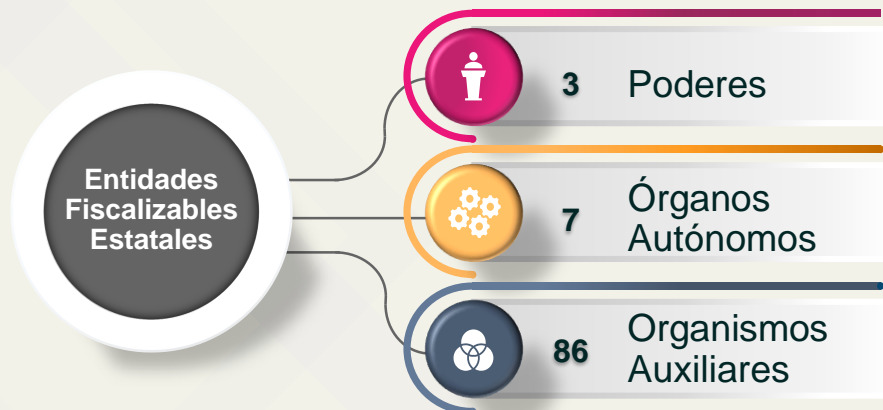 Entidades
Fiscalizables
Estatales
3 Poderes
7 Órganos
Autónomos
86 Organismos
Auxiliares